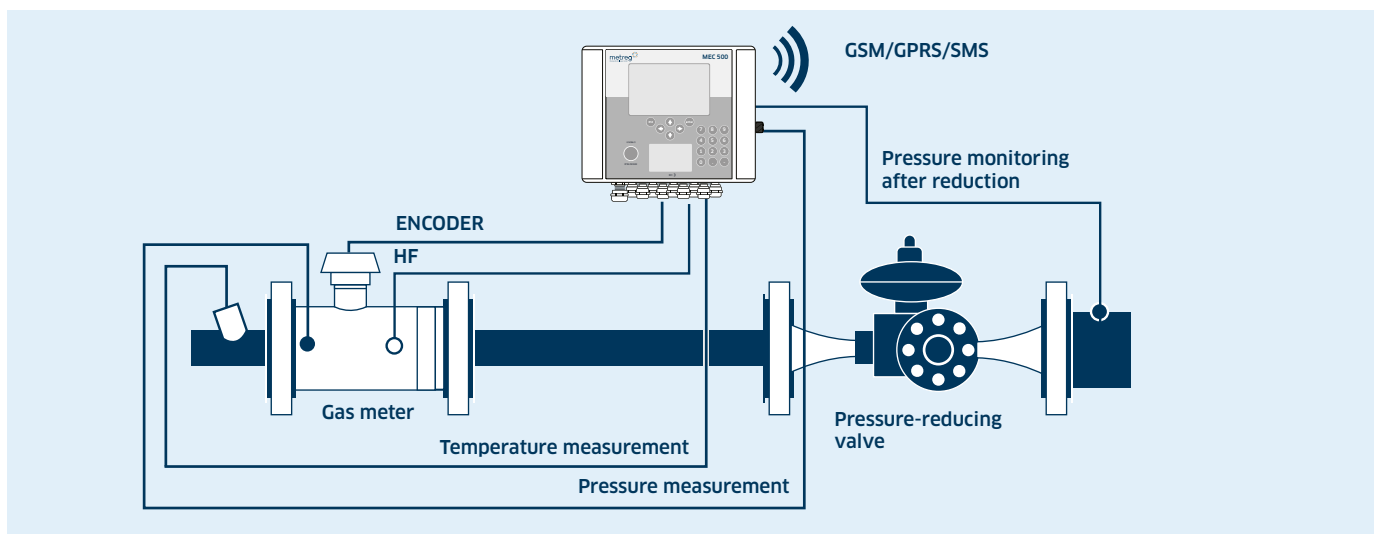 metreg
MEC 500
GSM/GPRS/SMS
Pressure monitoring
after reduction
ENCODER
HF
Gas meter
Pressure-reducing
valve
Temperature measurement
Pressure measurement